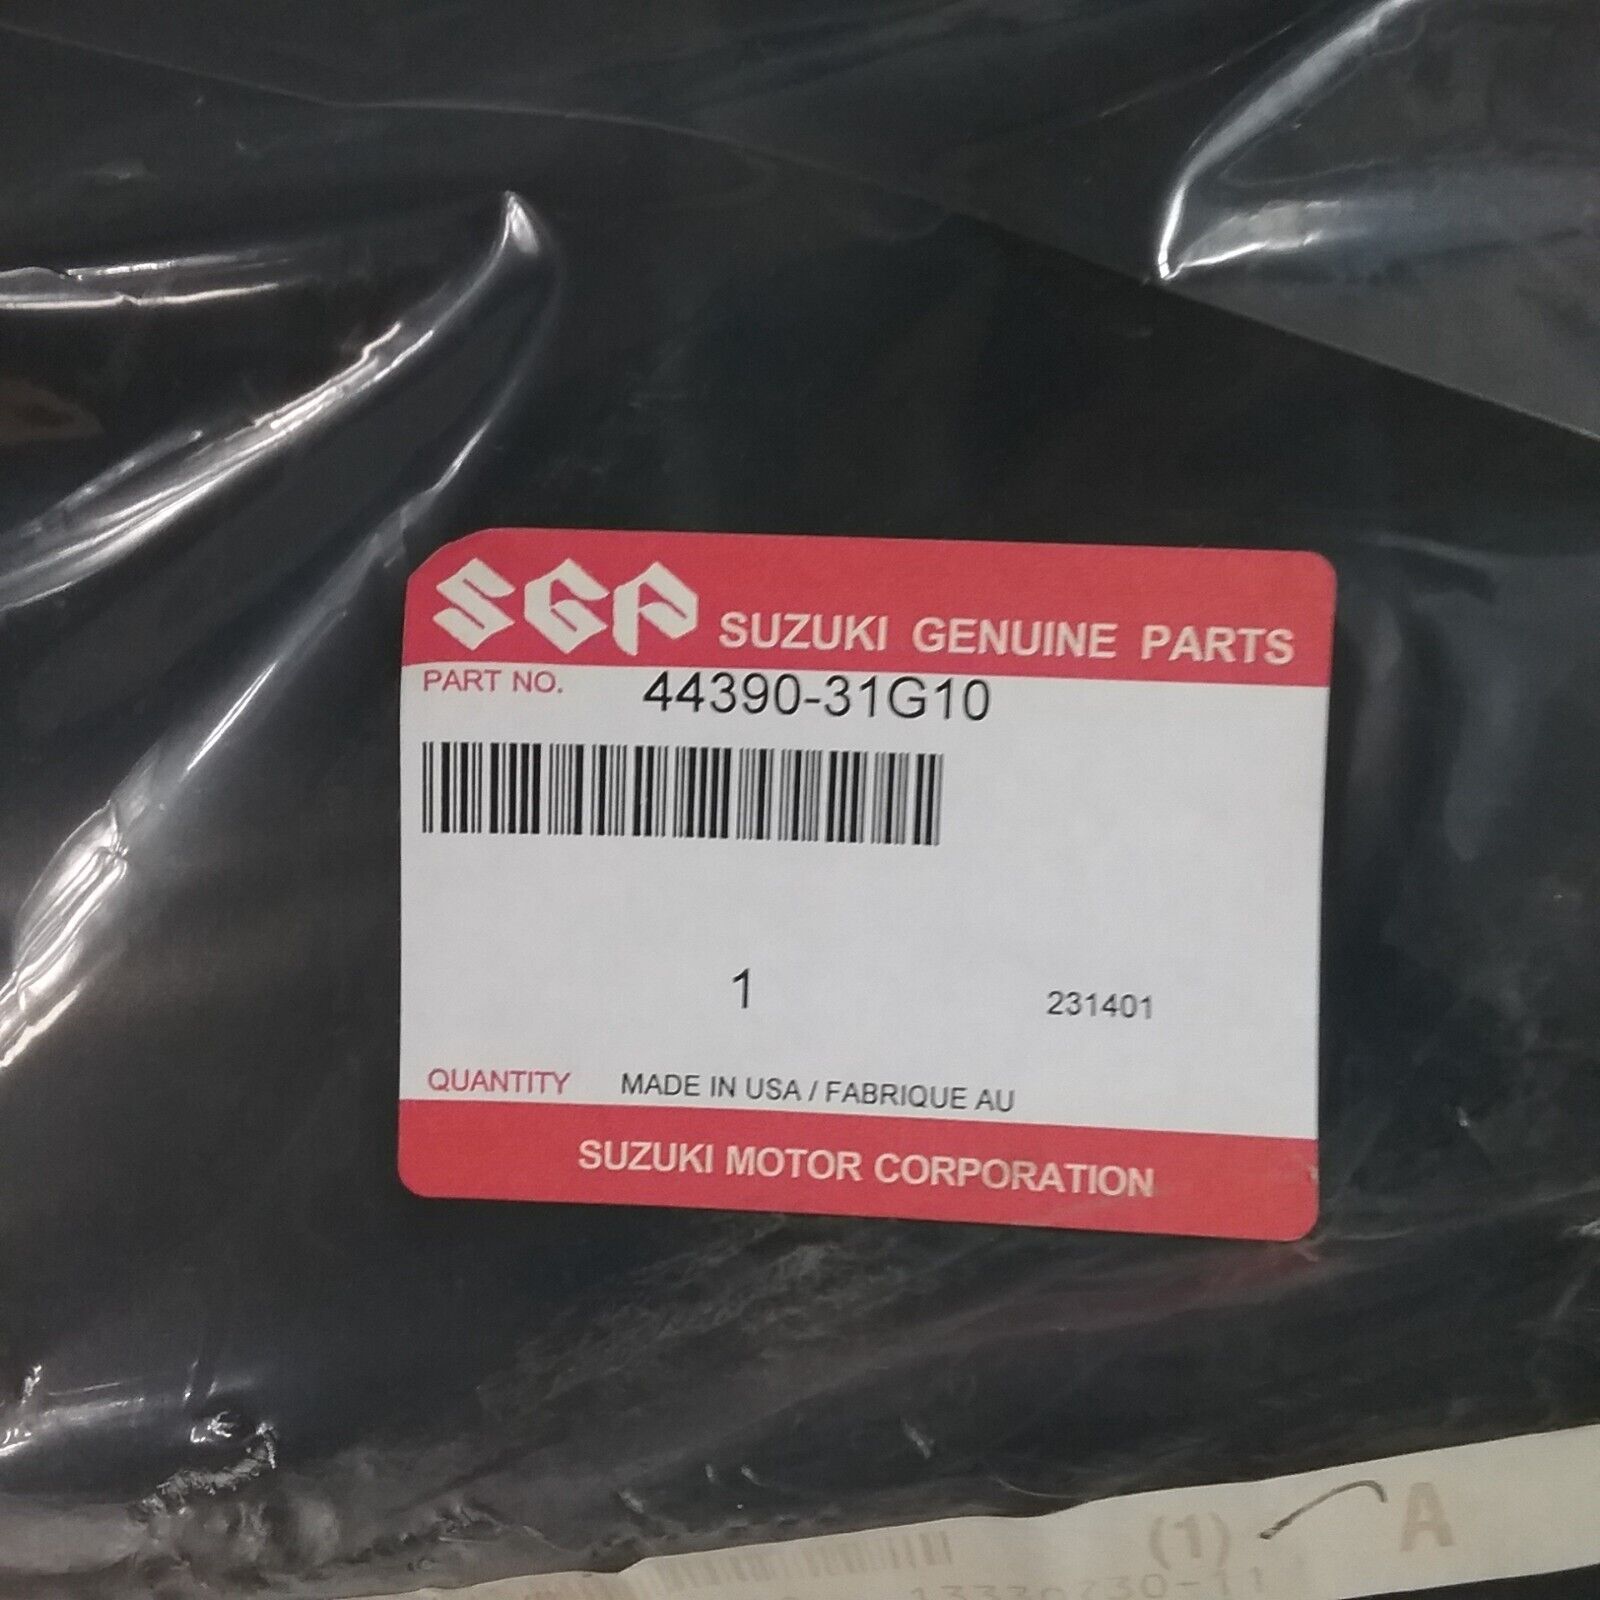 SGP SUZUKI GENUINE PARTS
PART NO. 44390-31G10
1 231401
QUANTITY MADE IN USA / FABRIQUE AU
SUZUKI MOTOR CORPORATION
(1) A